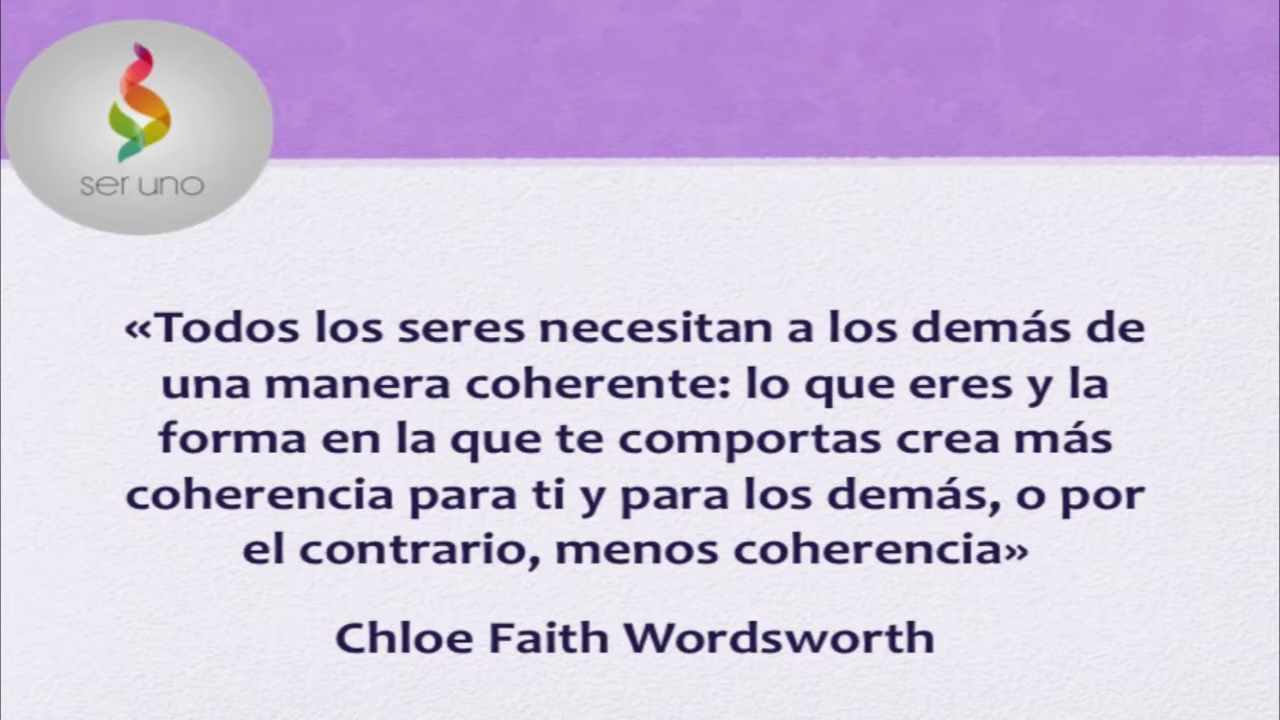 ser uno
«Todos los seres necesitan a los demás de
una manera coherente: lo que eres y la
forma en la que te comportas crea más
coherencia para ti y para los demás, o por
el contrario, menos coherencia»
Chloe Faith Wordsworth